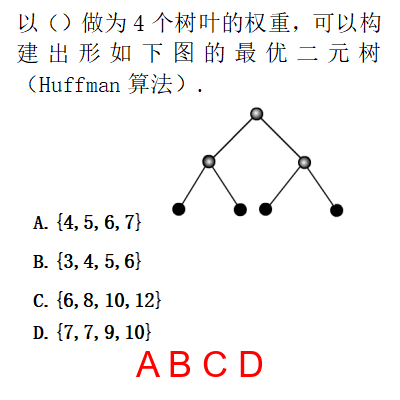 以()做为4个树叶的权重，可以构
建出形如下图的最优二元树
（Huffman 算法）.
A. {4,5,6,7}
B. {3,4,5,6}
C. {6,8,10,12}
D. {7,7,9,10}
A B C D